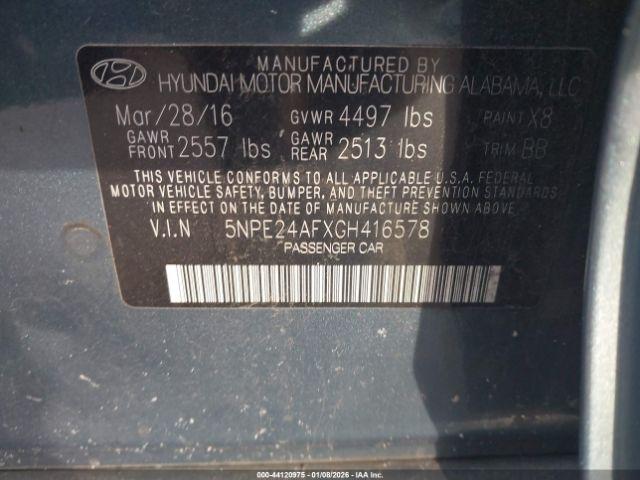 MANUFACTURED BY
HYUNDAI MOTOR MANUFACTURING ALABAMA, LLC
Mar/28/16 GVWR 4497 lbs PAINT X8
GAWR FRONT 2557 lbs GAWR REAR 2513 lbs TRIM BB
THIS VEHICLE CONFORMS TO ALL APPLICABLE U.S.A. FEDERAL
MOTOR VEHICLE SAFETY, BUMPER, AND THEFT PREVENTION STANDARDS
IN EFFECT ON THE DATE OF MANUFACTURE SHOWN ABOVE.
V.I.N 5NPE24AFXGH416578
PASSENGER CAR
000-44120975 | 01/08/2026 - IAA Inc.